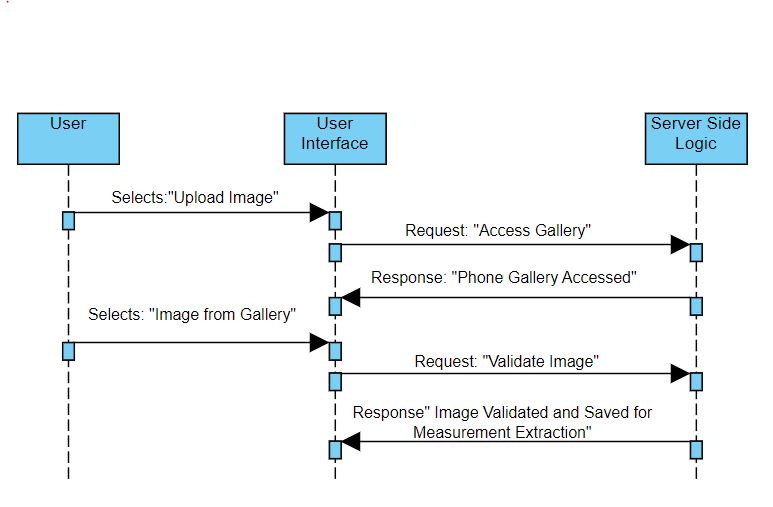 User
User
Interface
Server Side
Logic
Selects:"Upload Image"
Request: "Access Gallery"
Response: "Phone Gallery Accessed"
Selects: "Image from Gallery"
Request: "Validate Image"
Response" Image Validated and Saved for
Measurement Extraction"